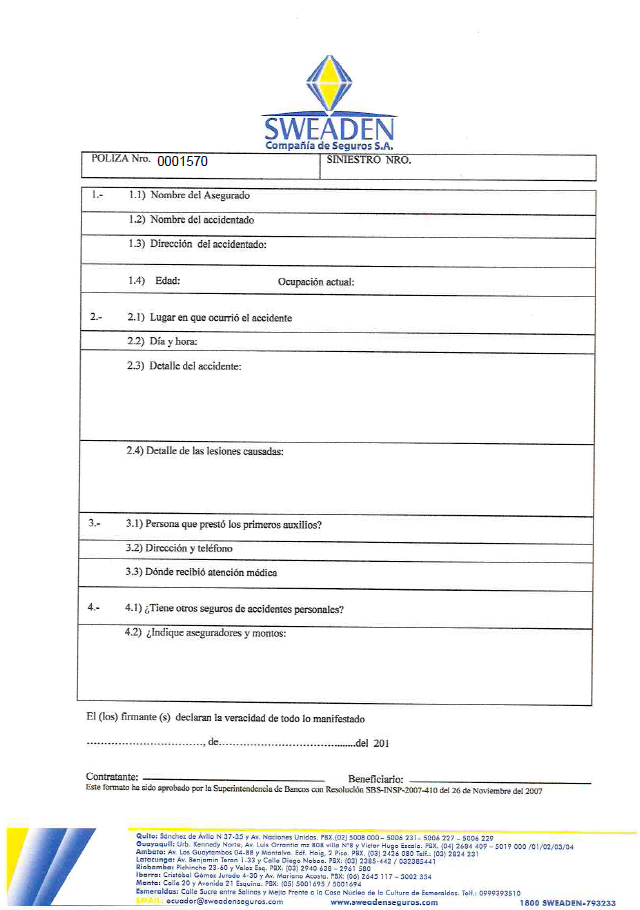 SWEADEN
Compañía de Seguros S.A.
POLIZA Nro. 0001570 SINIESTRO NRO.
1.- 1.1) Nombre del Asegurado
1.2) Nombre del accidentado
1.3) Dirección del accidentado:
1.4) Edad: Ocupación actual:
2.- 2.1) Lugar en que ocurrió el accidente
2.2) Día y hora:
2.3) Detalle del accidente:
2.4) Detalle de las lesiones causadas:
3.- 3.1) Persona que prestó los primeros auxilios?
3.2) Dirección y teléfono
3.3) Dónde recibió atención médica
4.- 4.1) ¿Tiene otros seguros de accidentes personales?
4.2) ¿Indique aseguradores y montos:
El (los) firmante (s) declaran la veracidad de todo lo manifestado
................................, de.......................................del 201
Contratante: Beneficiario:
Este formato ha sido aprobado por la Superintendencia de Bancos con Resolución SBS-INSP-2007-410 del 26 de Noviembre del 2007
Quito: Sánchez de Ávila N 37-35 y Av. Naciones Unidas. PBX.(02) 5008 000 – 5006 231 - 5006 227 – 5006 229
Guayaquil: Urb. Kennedy Norte, Av. Luis Orrantia mz 808 villa Nº8 y Victor Hugo Escala. PBX. (04) 2684 409 – 5019 000 /01/02/03/04
Ambato: Av. Los Guaytambos 04-88 y Montalvo. Edf. Haig, 2 Piso. PBX. (03) 2426 080 Telf.: (03) 2824 231
Latacunga: Av. Benjamin Teran 1-33 y Calle Diego Noboa. PBX: (03) 2385-442 / 032385441
Riobamba: Pichincha 23-60 y Veloz Esq. PBX. (03) 2940 638 – 2961 580
Ibarra: Cristobal Gómez Jurado 4-30 y Av. Mariano Acosta. PBX: (06) 2645 117 – 5002 354
Manta: Calle 20 y Avenida 21 Esquina. PBX: (05) 5001695 / 5001694
Esmeraldas: Calle Sucre entre Salinas y Mejía Frente a la Casa Núcleo de la Cultura de Esmeraldas. Telf.: 0999393510
EMAIL: ecuador@sweadenseguros.com www.sweadenseguros.com 1800 SWEADEN-793233